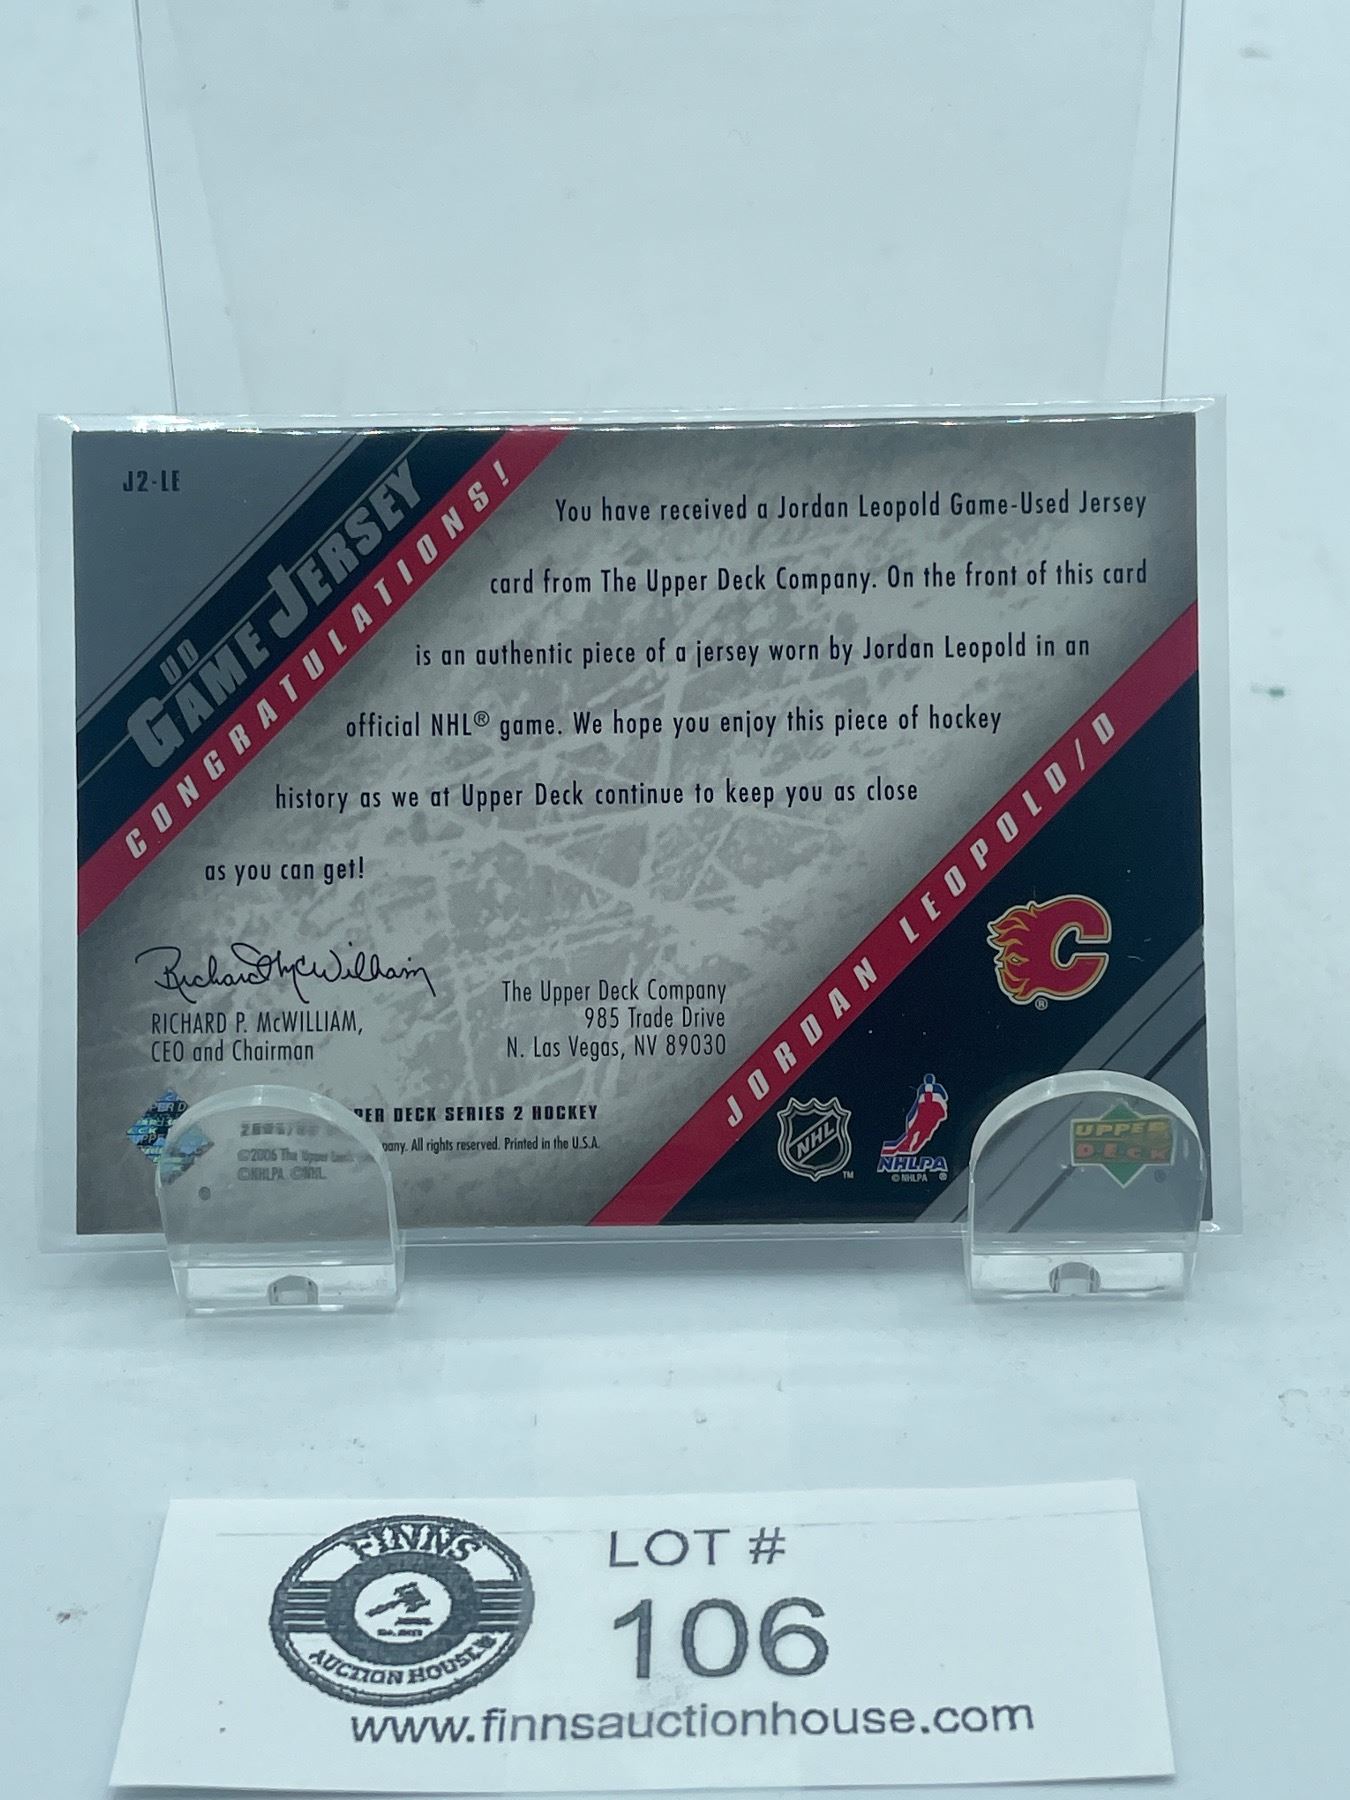 J2-LE
UD
GAME JERSEY
CONGRATULATIONS!
You have received a Jordan Leopold Game-Used Jersey
card from The Upper Deck Company. On the front of this card
is an authentic piece of a jersey worn by Jordan Leopold in an
official NHL® game. We hope you enjoy this piece of hockey
history as we at Upper Deck continue to keep you as close
as you can get!
Richard McWilliam
RICHARD P. McWILLIAM,
CEO and Chairman
The Upper Deck Company
985 Trade Drive
N. Las Vegas, NV 89030
JORDAN LEOPOLD/D
C
®
PER DECK SERIES 2 HOCKEY
©2006 The Upper Deck pany. All rights reserved. Printed in the U.S.A.
©NHLPA ©NHL
NHL
TM
NHLPA
© NHLPA ®
UPPER
DECK
®
FINNS
AUCTION HOUSE
LOT #
106
www.finnsauctionhouse.com